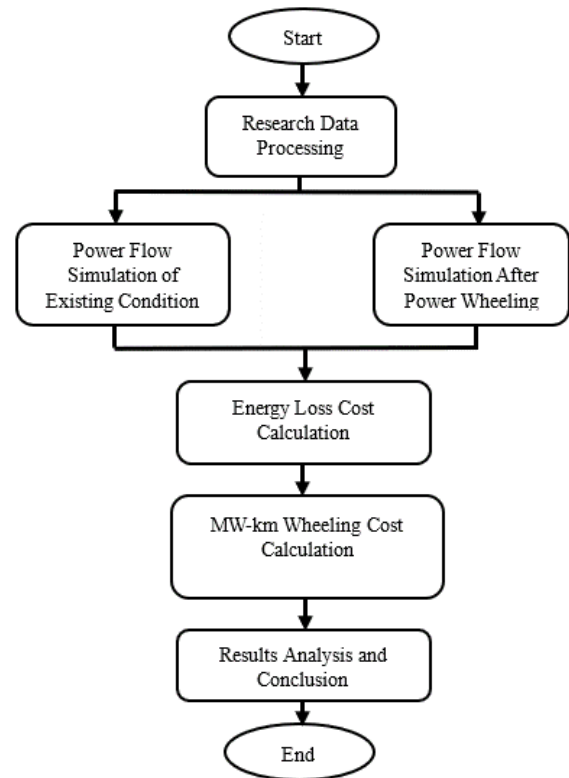 Start
Research Data
Processing
Power Flow
Simulation of
Existing Condition
Power Flow
Simulation After
Power Wheeling
Energy Loss Cost
Calculation
MW-km Wheeling Cost
Calculation
Results Analysis and
Conclusion
End